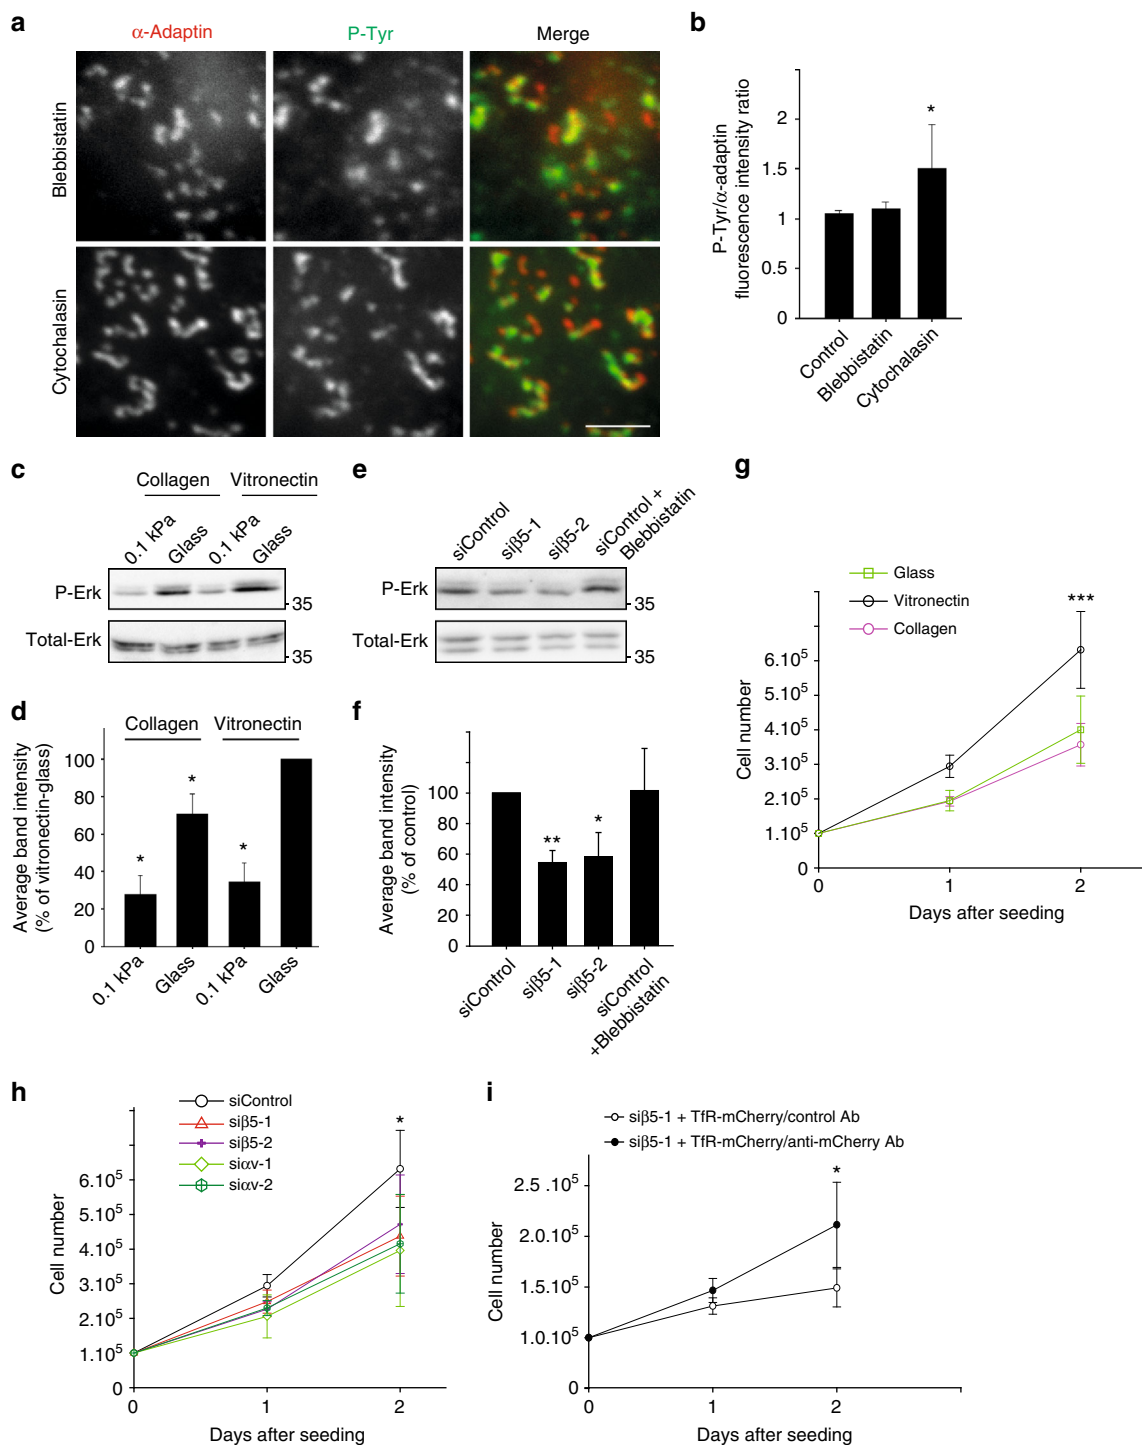 a
α-Adaptin
P-Tyr
Merge
Blebbistatin
Cytochalasin
b
P-Tyr/α-adaptin
fluorescence intensity ratio
2
1.5
1
0.5
0
*
Control
Blebbistatin
Cytochalasin
c
Collagen
Vitronectin
0.1 kPa
Glass
0.1 kPa
Glass
P-Erk
35
Total-Erk
35
e
siControl
siβ5-1
siβ5-2
siControl +
Blebbistatin
P-Erk
35
Total-Erk
35
g
Glass
Vitronectin
Collagen
***
Cell number
6.10⁵
5.10⁵
4.10⁵
3.10⁵
2.10⁵
1.10⁵
0
0
1
2
Days after seeding
d
Collagen
Vitronectin
Average band intensity
(% of vitronectin-glass)
100
80
60
40
20
0
*
*
*
0.1 kPa
Glass
0.1 kPa
Glass
f
Average band intensity
(% of control)
100
80
60
40
20
0
**
*
siControl
siβ5-1
siβ5-2
siControl
+Blebbistatin
h
siControl
siβ5-1
siβ5-2
siαv-1
siαv-2
*
Cell number
6.10⁵
5.10⁵
4.10⁵
3.10⁵
2.10⁵
1.10⁵
0
0
1
2
Days after seeding
i
siβ5-1 + TfR-mCherry/control Ab
siβ5-1 + TfR-mCherry/anti-mCherry Ab
*
Cell number
2.5.10⁵
2.0.10⁵
1.5.10⁵
1.0.10⁵
0
0
1
2
Days after seeding